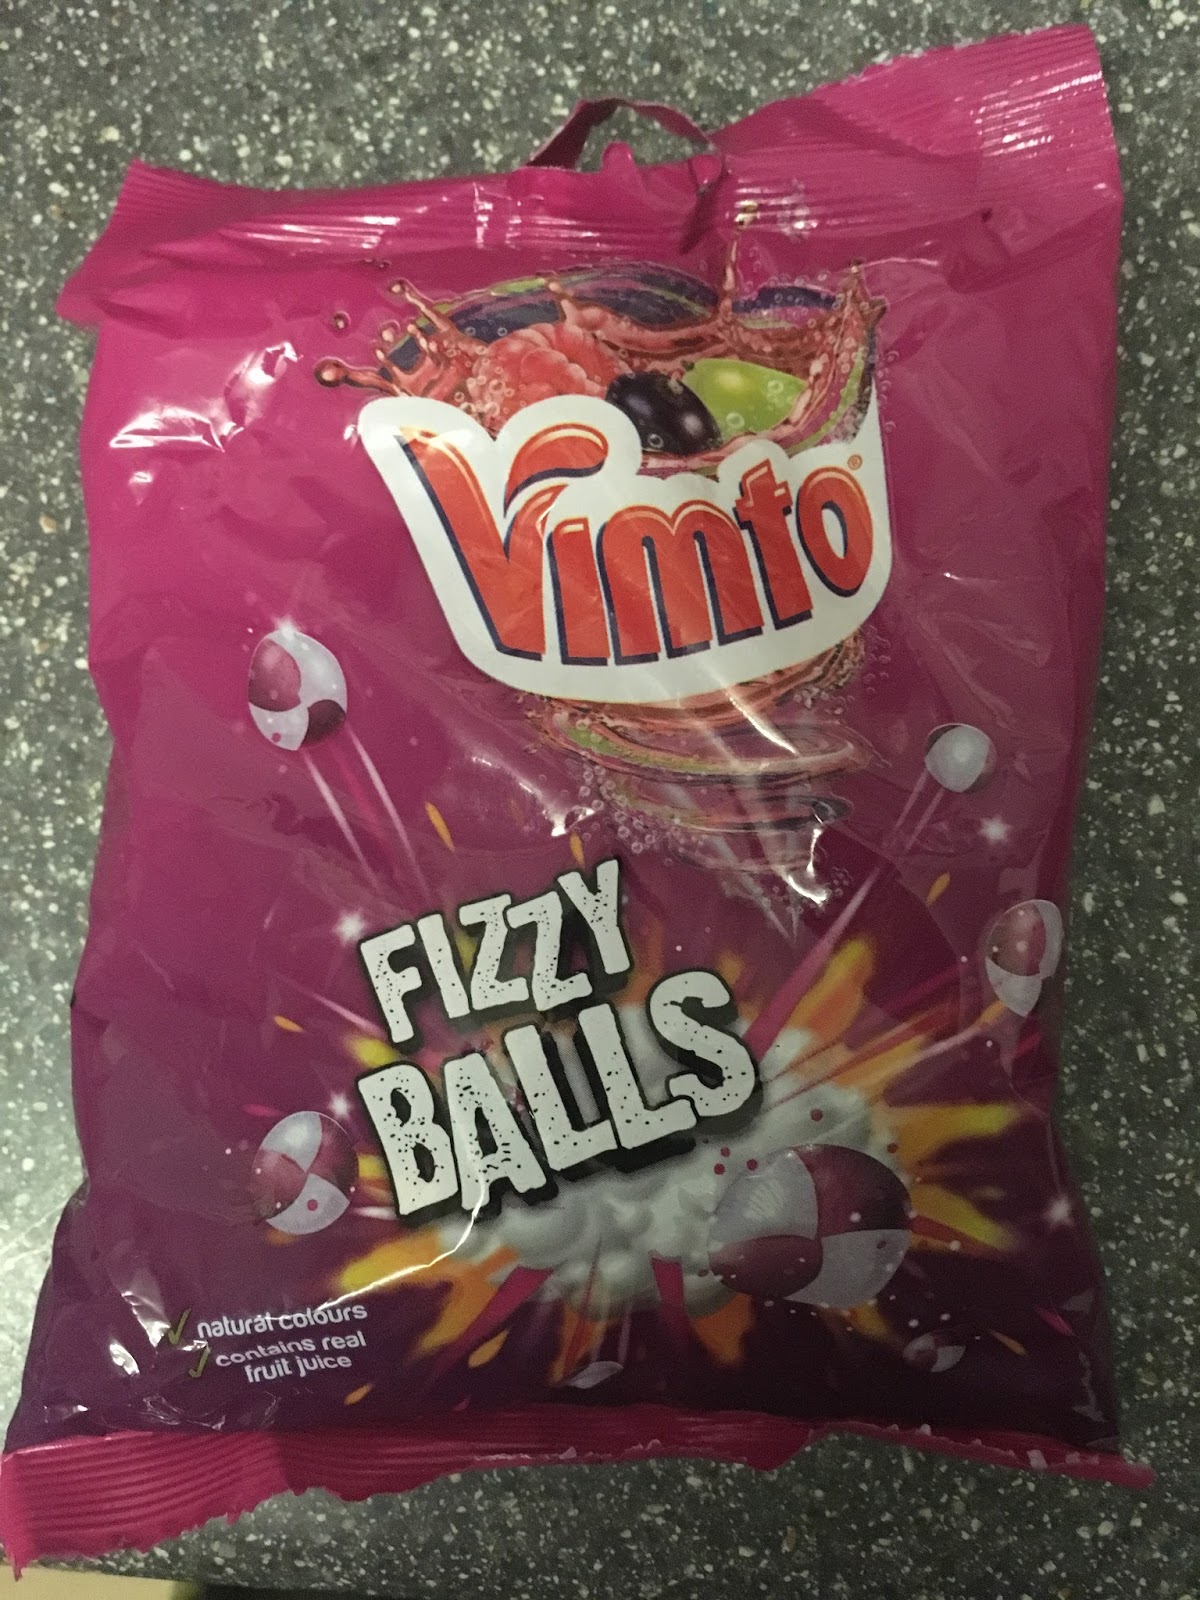 Vimto®
FIZZY
BALLS
natural colours
contains real
fruit juice